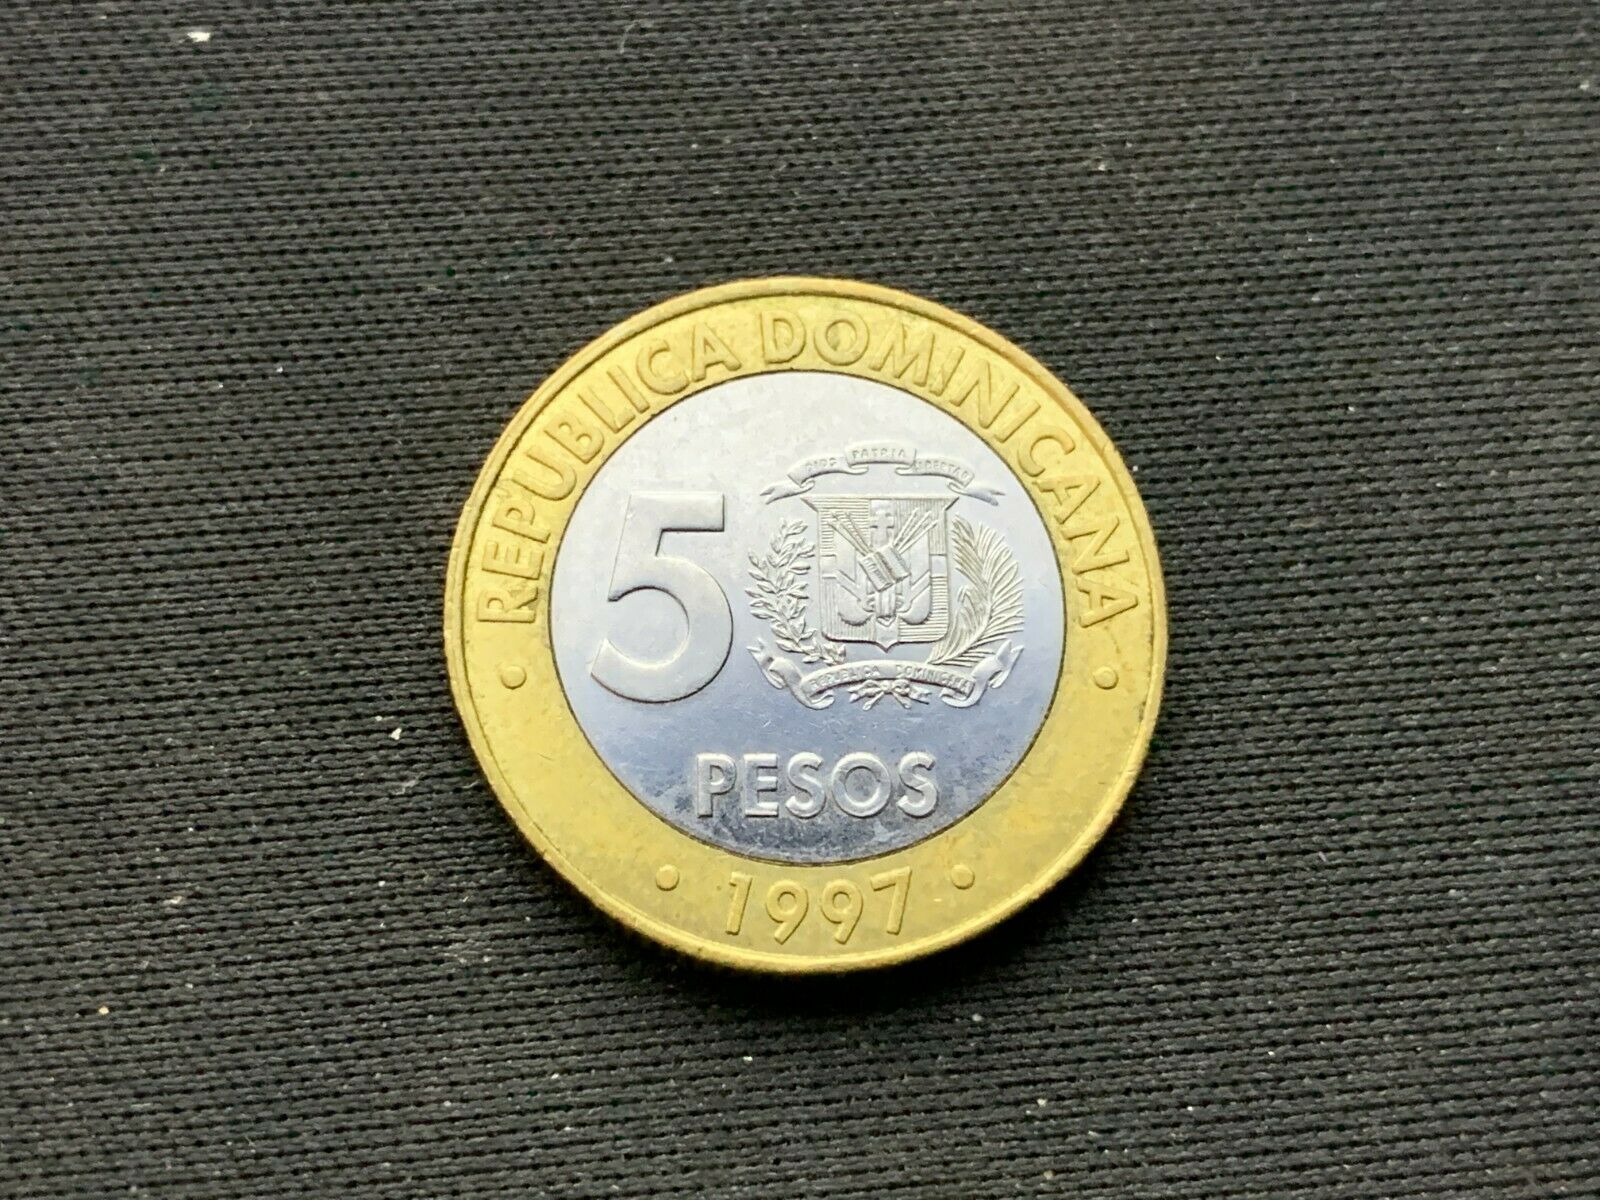 REPUBLICA DOMINICANA
DIOS PATRIA LIBERTAD
5
REPUBLICA DOMINICANA
PESOS
1997